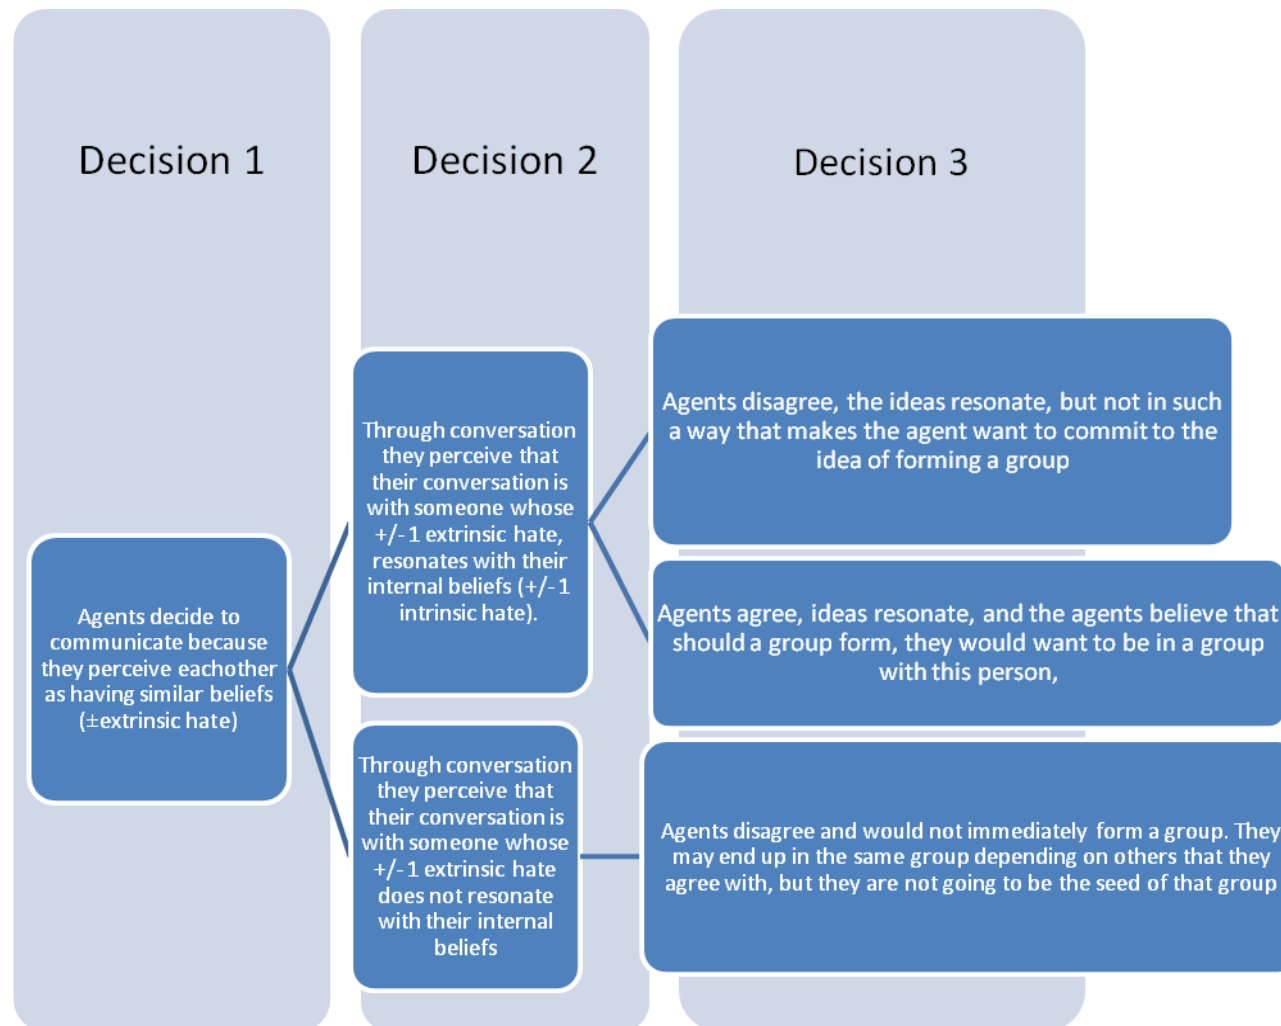 Decision 1
Decision 2
Decision 3
Agents decide to
communicate because
they perceive eachother
as having similar beliefs
(±extrinsic hate)
Through conversation
they perceive that
their conversation is
with someone whose
+/-1 extrinsic hate,
resonates with their
internal beliefs (+/-1
intrinsic hate).
Through conversation
they perceive that
their conversation is
with someone whose
+/-1 extrinsic hate
does not resonate
with their internal
beliefs
Agents disagree, the ideas resonate, but not in such
a way that makes the agent want to commit to the
idea of forming a group
Agents agree, ideas resonate, and the agents believe that
should a group form, they would want to be in a group
with this person,
Agents disagree and would not immediately form a group. They
may end up in the same group depending on others that they
agree with, but they are not going to be the seed of that group